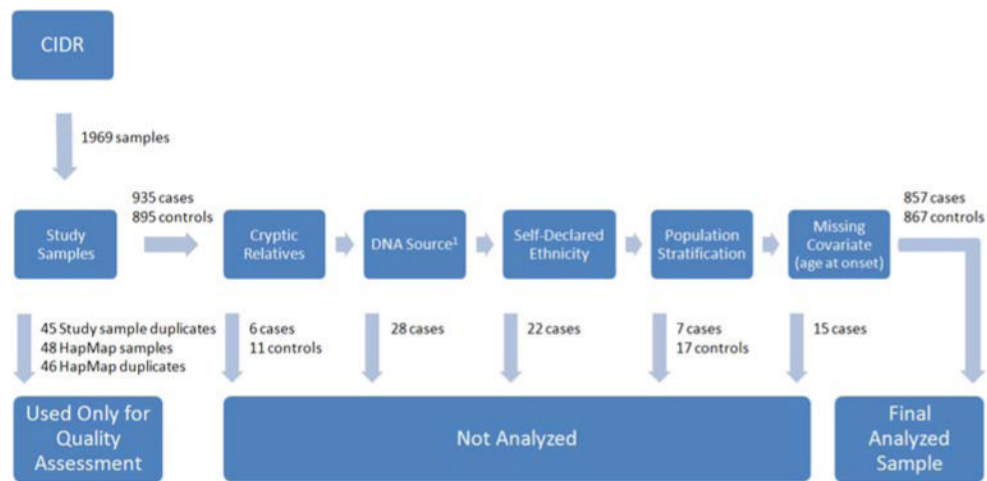 CIDR
1969 samples
935 cases
895 controls
857 cases
867 controls
Study
Samples
Cryptic
Relatives
DNA Source¹
Self-Declared
Ethnicity
Population
Stratification
Missing
Covariate
(age at onset)
45 Study sample duplicates
48 HapMap samples
46 HapMap duplicates
6 cases
11 controls
28 cases
22 cases
7 cases
17 controls
15 cases
Used Only for
Quality
Assessment
Not Analyzed
Final
Analyzed
Sample